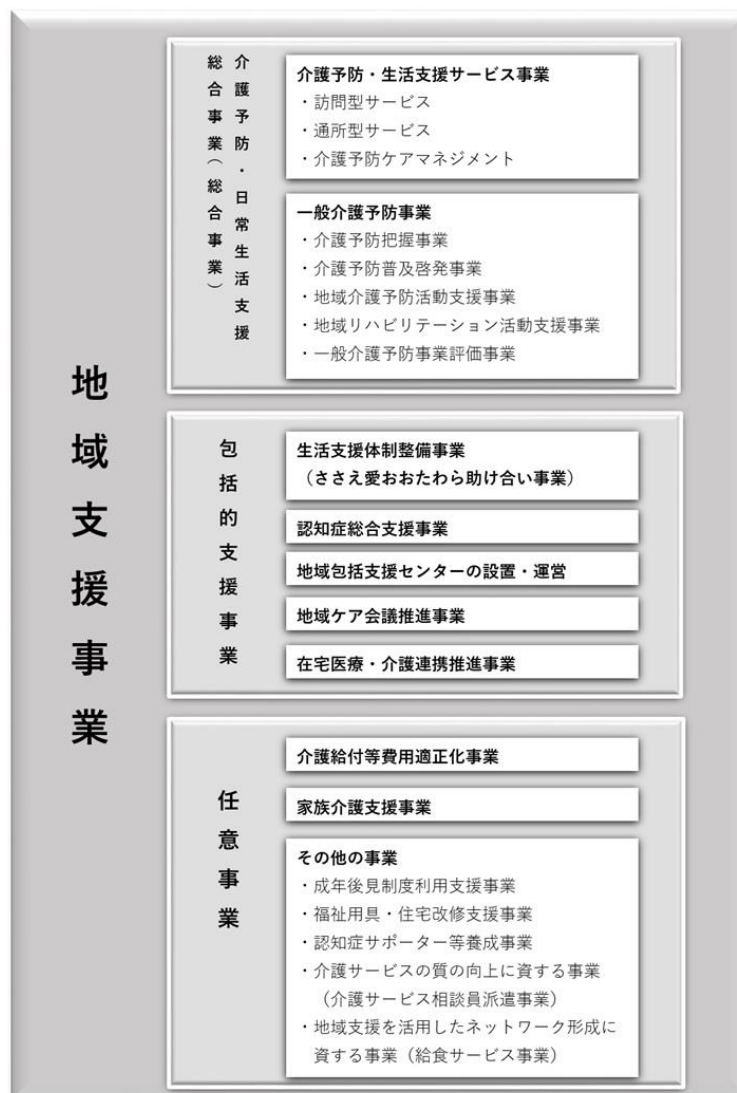 地域支援事業
介護予防・日常生活支援
総合事業（総合事業）
介護予防・生活支援サービス事業
・訪問型サービス
・通所型サービス
・介護予防ケアマネジメント
一般介護予防事業
・介護予防把握事業
・介護予防普及啓発事業
・地域介護予防活動支援事業
・地域リハビリテーション活動支援事業
・一般介護予防事業評価事業
包括的支援事業
生活支援体制整備事業
（ささえ愛おおたわら助け合い事業）
認知症総合支援事業
地域包括支援センターの設置・運営
地域ケア会議推進事業
在宅医療・介護連携推進事業
任意事業
介護給付等費用適正化事業
家族介護支援事業
その他の事業
・成年後見制度利用支援事業
・福祉用具・住宅改修支援事業
・認知症サポーター等養成事業
・介護サービスの質の向上に資する事業
（介護サービス相談員派遣事業）
・地域支援を活用したネットワーク形成に
資する事業（給食サービス事業）